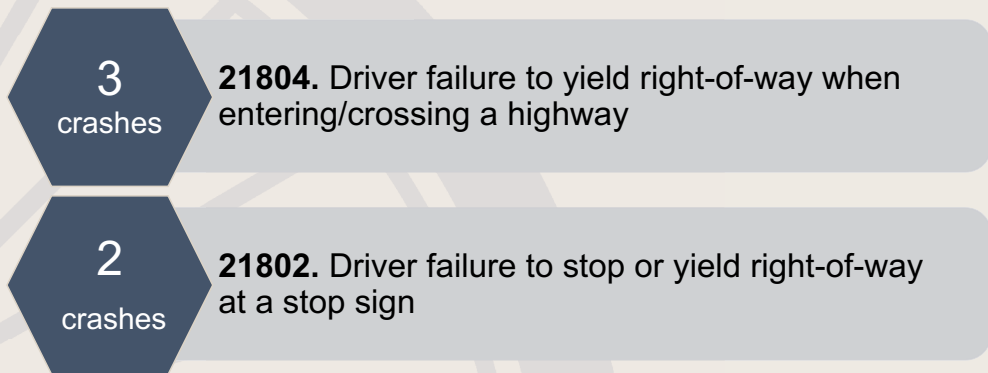 3
crashes
21804. Driver failure to yield right-of-way when
entering/crossing a highway
2
crashes
21802. Driver failure to stop or yield right-of-way
at a stop sign